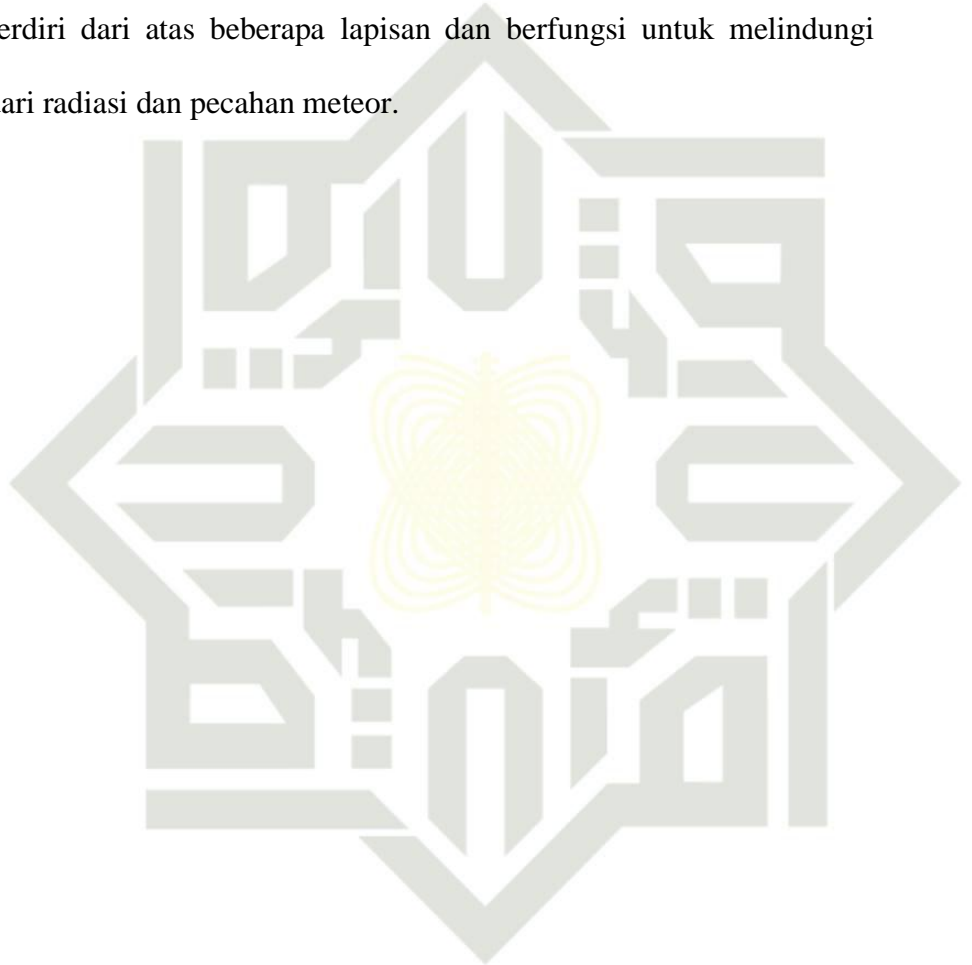 erdiri dari atas beberapa lapisan dan berfungsi untuk melindungi
ari radiasi dan pecahan meteor.